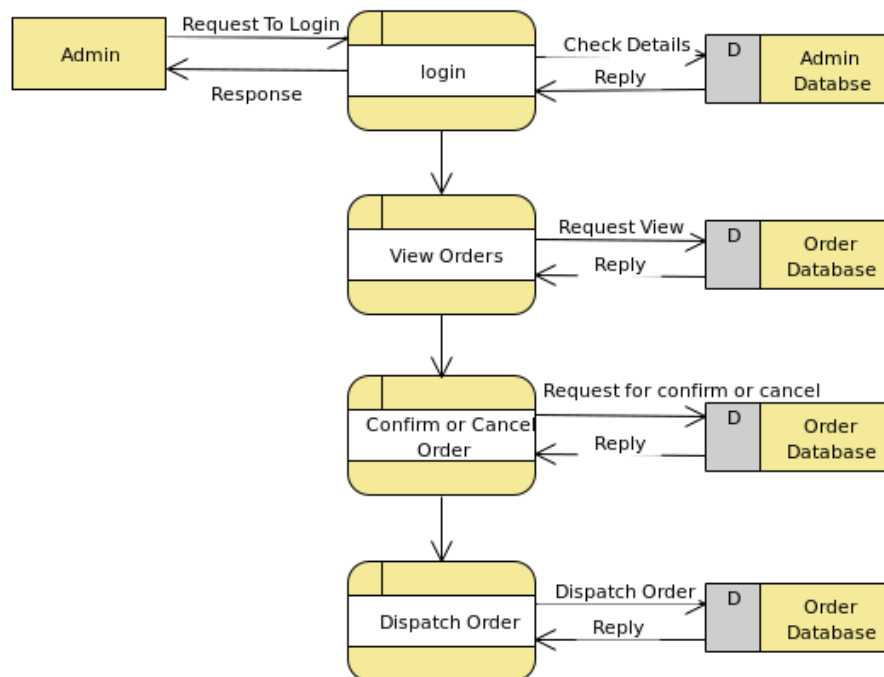 Request To Login
Admin
Response
login
Check Details
Reply
D
Admin
Databse
View Orders
Request View
Reply
D
Order
Database
Confirm or Cancel
Order
Request for confirm or cancel
Reply
D
Order
Database
Dispatch Order
Dispatch Order
Reply
D
Order
Database